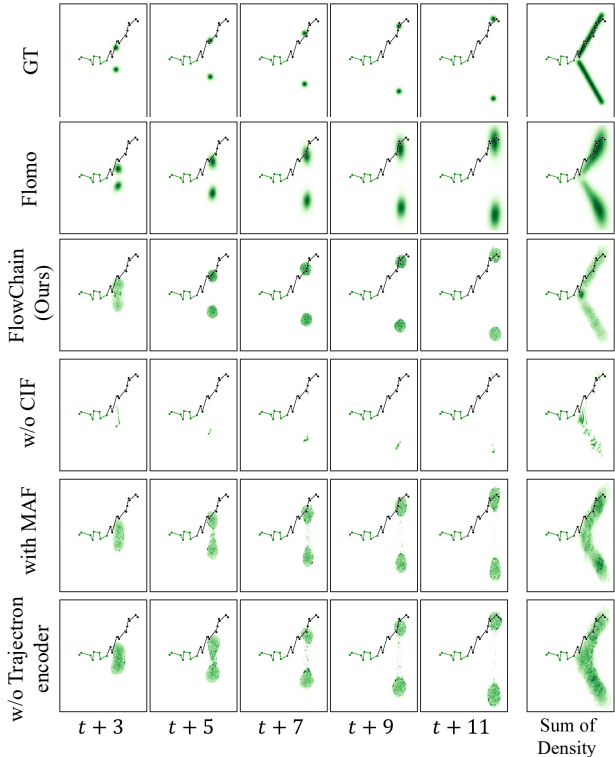 GT
Flomo
FlowChain
(Ours)
w/o CIF
with MAF
w/o Trajectron
encoder
t + 3
t + 5
t + 7
t + 9
t + 11
Sum of
Density